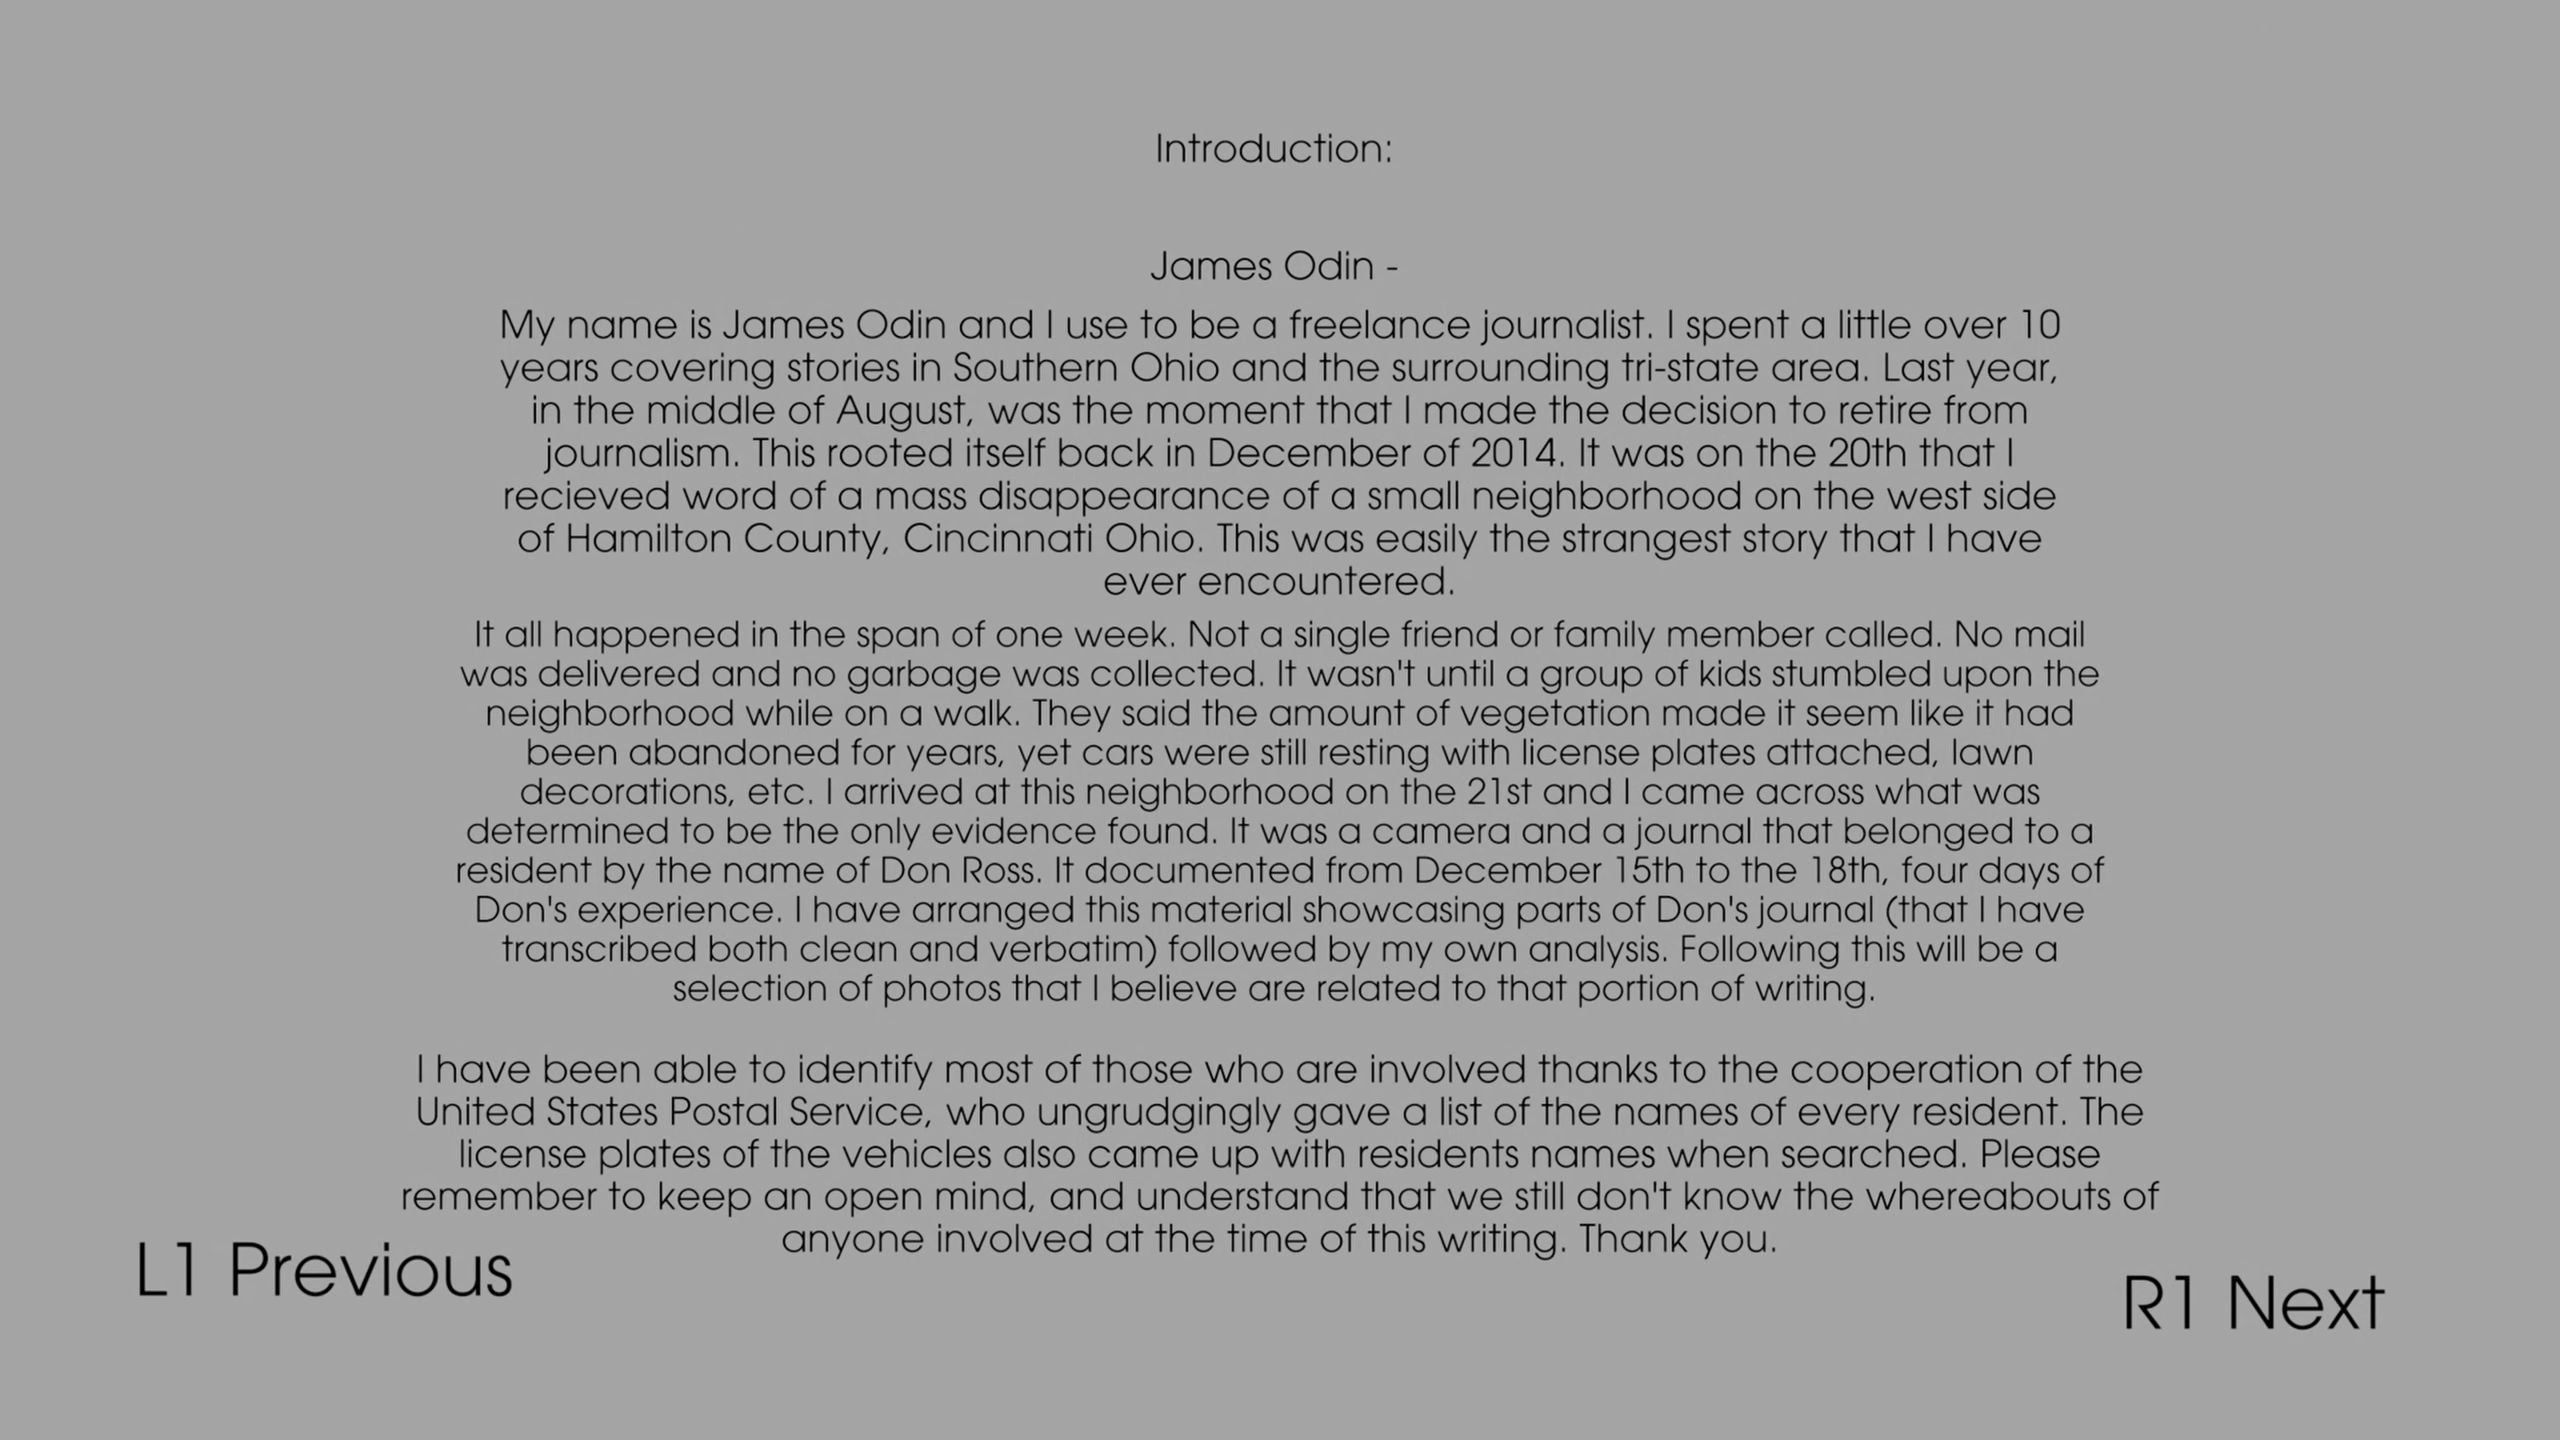 Introduction:
James Odin -
My name is James Odin and I use to be a freelance journalist. I spent a little over 10
years covering stories in Southern Ohio and the surrounding tri-state area. Last year,
in the middle of August, was the moment that I made the decision to retire from
journalism. This rooted itself back in December of 2014. It was on the 20th that I
recieved word of a mass disappearance of a small neighborhood on the west side
of Hamilton County, Cincinnati Ohio. This was easily the strangest story that I have
ever encountered.
It all happened in the span of one week. Not a single friend or family member called. No mail
was delivered and no garbage was collected. It wasn't until a group of kids stumbled upon the
neighborhood while on a walk. They said the amount of vegetation made it seem like it had
been abandoned for years, yet cars were still resting with license plates attached, lawn
decorations, etc. I arrived at this neighborhood on the 21st and I came across what was
determined to be the only evidence found. It was a camera and a journal that belonged to a
resident by the name of Don Ross. It documented from December 15th to the 18th, four days of
Don's experience. I have arranged this material showcasing parts of Don's journal (that I have
transcribed both clean and verbatim) followed by my own analysis. Following this will be a
selection of photos that I believe are related to that portion of writing.
I have been able to identify most of those who are involved thanks to the cooperation of the
United States Postal Service, who ungrudgingly gave a list of the names of every resident. The
license plates of the vehicles also came up with residents names when searched. Please
remember to keep an open mind, and understand that we still don't know the whereabouts of
anyone involved at the time of this writing. Thank you.
L1 Previous
R1 Next